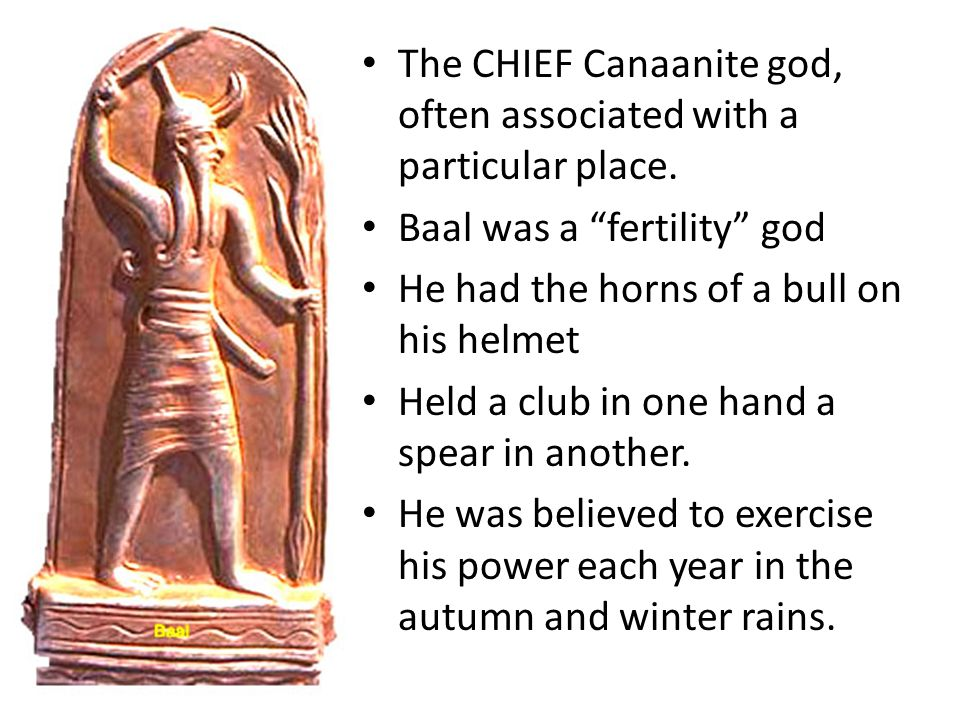 • The CHIEF Canaanite god,
often associated with a
particular place.
• Baal was a “fertility” god
• He had the horns of a bull on
his helmet
• Held a club in one hand a
spear in another.
• He was believed to exercise
his power each year in the
autumn and winter rains.
Baal